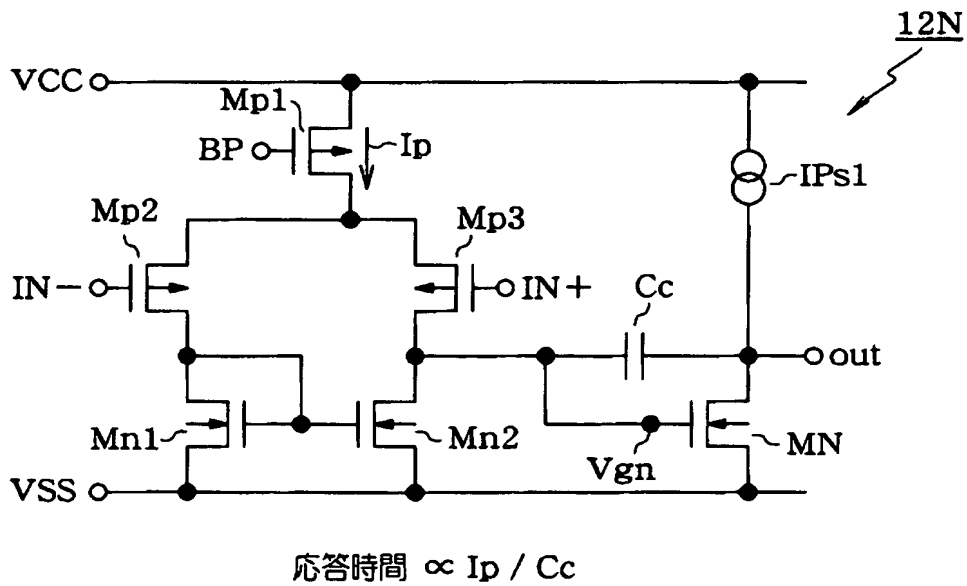 12N
VCC
Mp1
BP
Ip
IPs1
Mp2
Mp3
IN-
IN+
Cc
out
Mn1
Mn2
Vgn
MN
VSS
応答時間 ∝ Ip / Cc